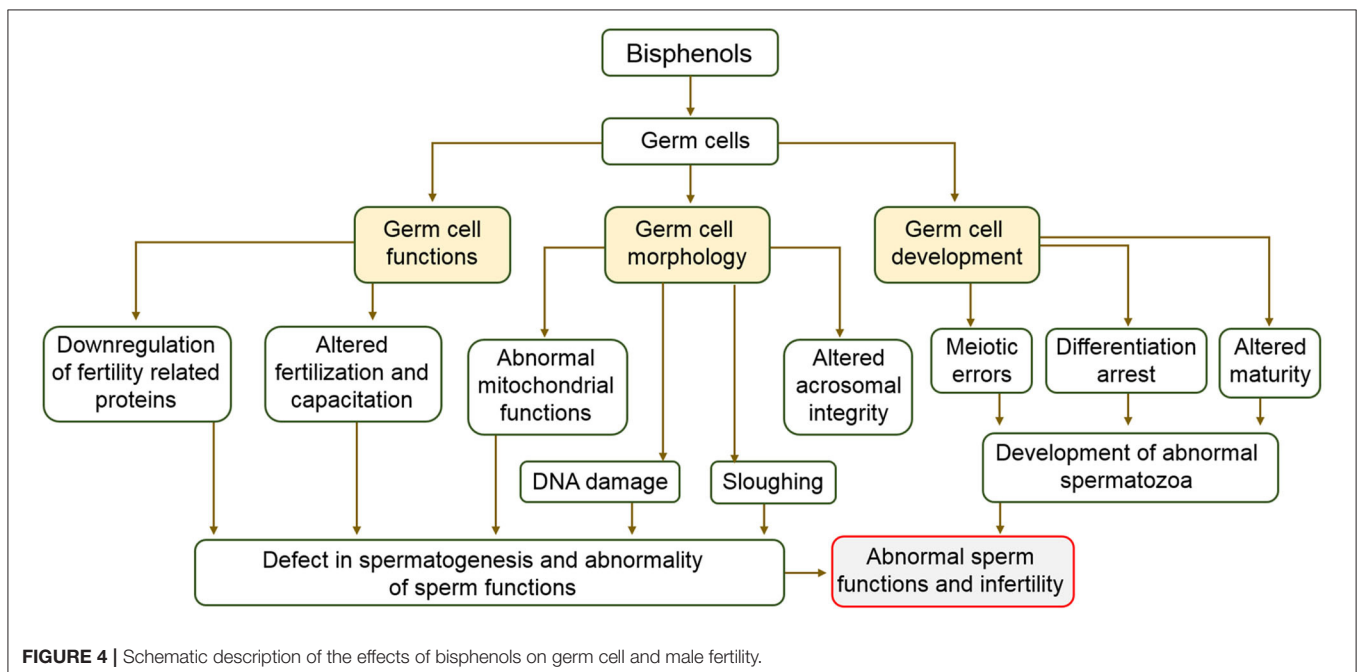 Bisphenols
Germ cells
Germ cell
functions
Germ cell
morphology
Germ cell
development
Downregulation
of fertility related
proteins
Altered
fertilization and
capacitation
Abnormal
mitochondrial
functions
Altered
acrosomal
integrity
Meiotic
errors
Differentiation
arrest
Altered
maturity
DNA damage
Sloughing
Development of abnormal
spermatozoa
Defect in spermatogenesis and abnormality
of sperm functions
Abnormal sperm
functions and infertility
FIGURE 4 | Schematic description of the effects of bisphenols on germ cell and male fertility.